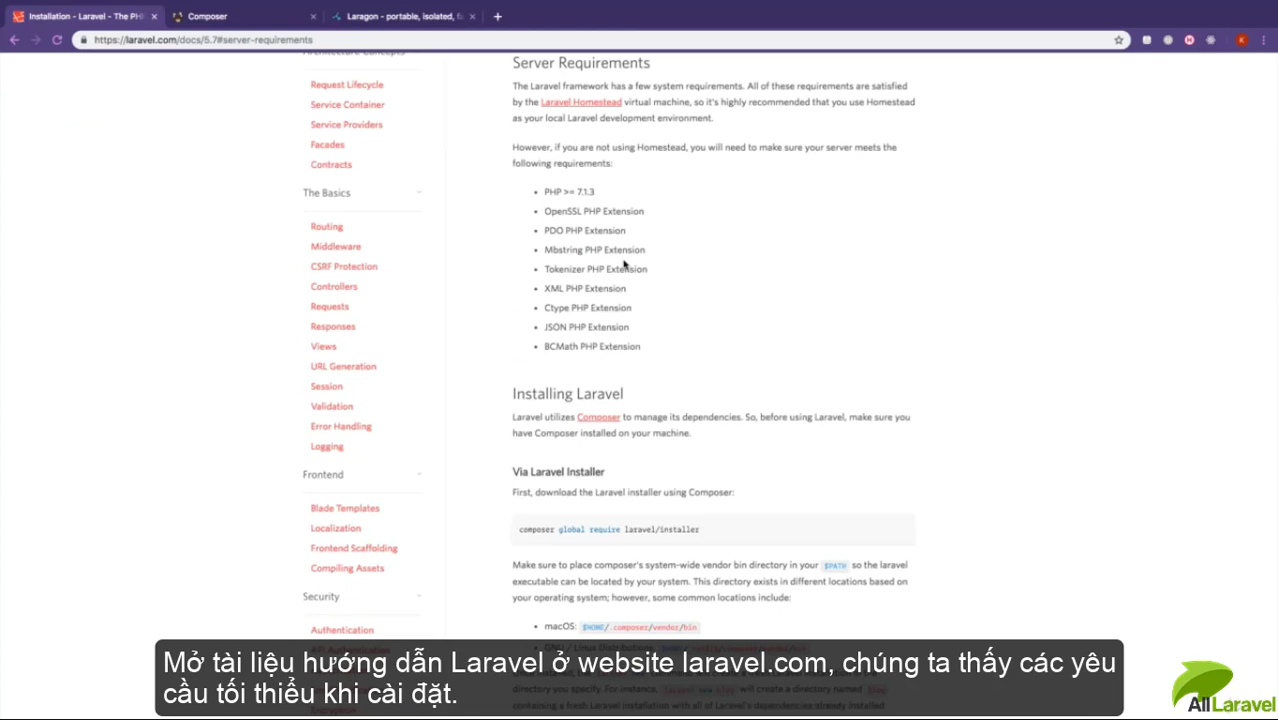 Installation - Laravel - The PH
Composer
Laragon - portable, isolated, fa
https://laravel.com/docs/5.7#server-requirements
Architecture Concepts
Request Lifecycle
Service Container
Service Providers
Facades
Contracts
The Basics
Routing
Middleware
CSRF Protection
Controllers
Requests
Responses
Views
URL Generation
Session
Validation
Error Handling
Logging
Frontend
Blade Templates
Localization
Frontend Scaffolding
Compiling Assets
Security
Authentication
Server Requirements
The Laravel framework has a few system requirements. All of these requirements are satisfied
by the Laravel Homestead virtual machine, so it's highly recommended that you use Homestead
as your local Laravel development environment.
However, if you are not using Homestead, you will need to make sure your server meets the
following requirements:
• PHP >= 7.1.3
• OpenSSL PHP Extension
• PDO PHP Extension
• Mbstring PHP Extension
• Tokenizer PHP Extension
• XML PHP Extension
• Ctype PHP Extension
• JSON PHP Extension
• BCMath PHP Extension
Installing Laravel
Laravel utilizes Composer to manage its dependencies. So, before using Laravel, make sure you
have Composer installed on your machine.
Via Laravel Installer
First, download the Laravel installer using Composer:
composer global require laravel/installer
Make sure to place composer's system-wide vendor bin directory in your $PATH so the laravel
executable can be located by your system. This directory exists in different locations based on
your operating system; however, some common locations include:
• macOS: $HOME/.composer/vendor/bin
Mở tài liệu hướng dẫn Laravel ở website laravel.com, chúng ta thấy các yêu
cầu tối thiểu khi cài đặt.
AllLaravel